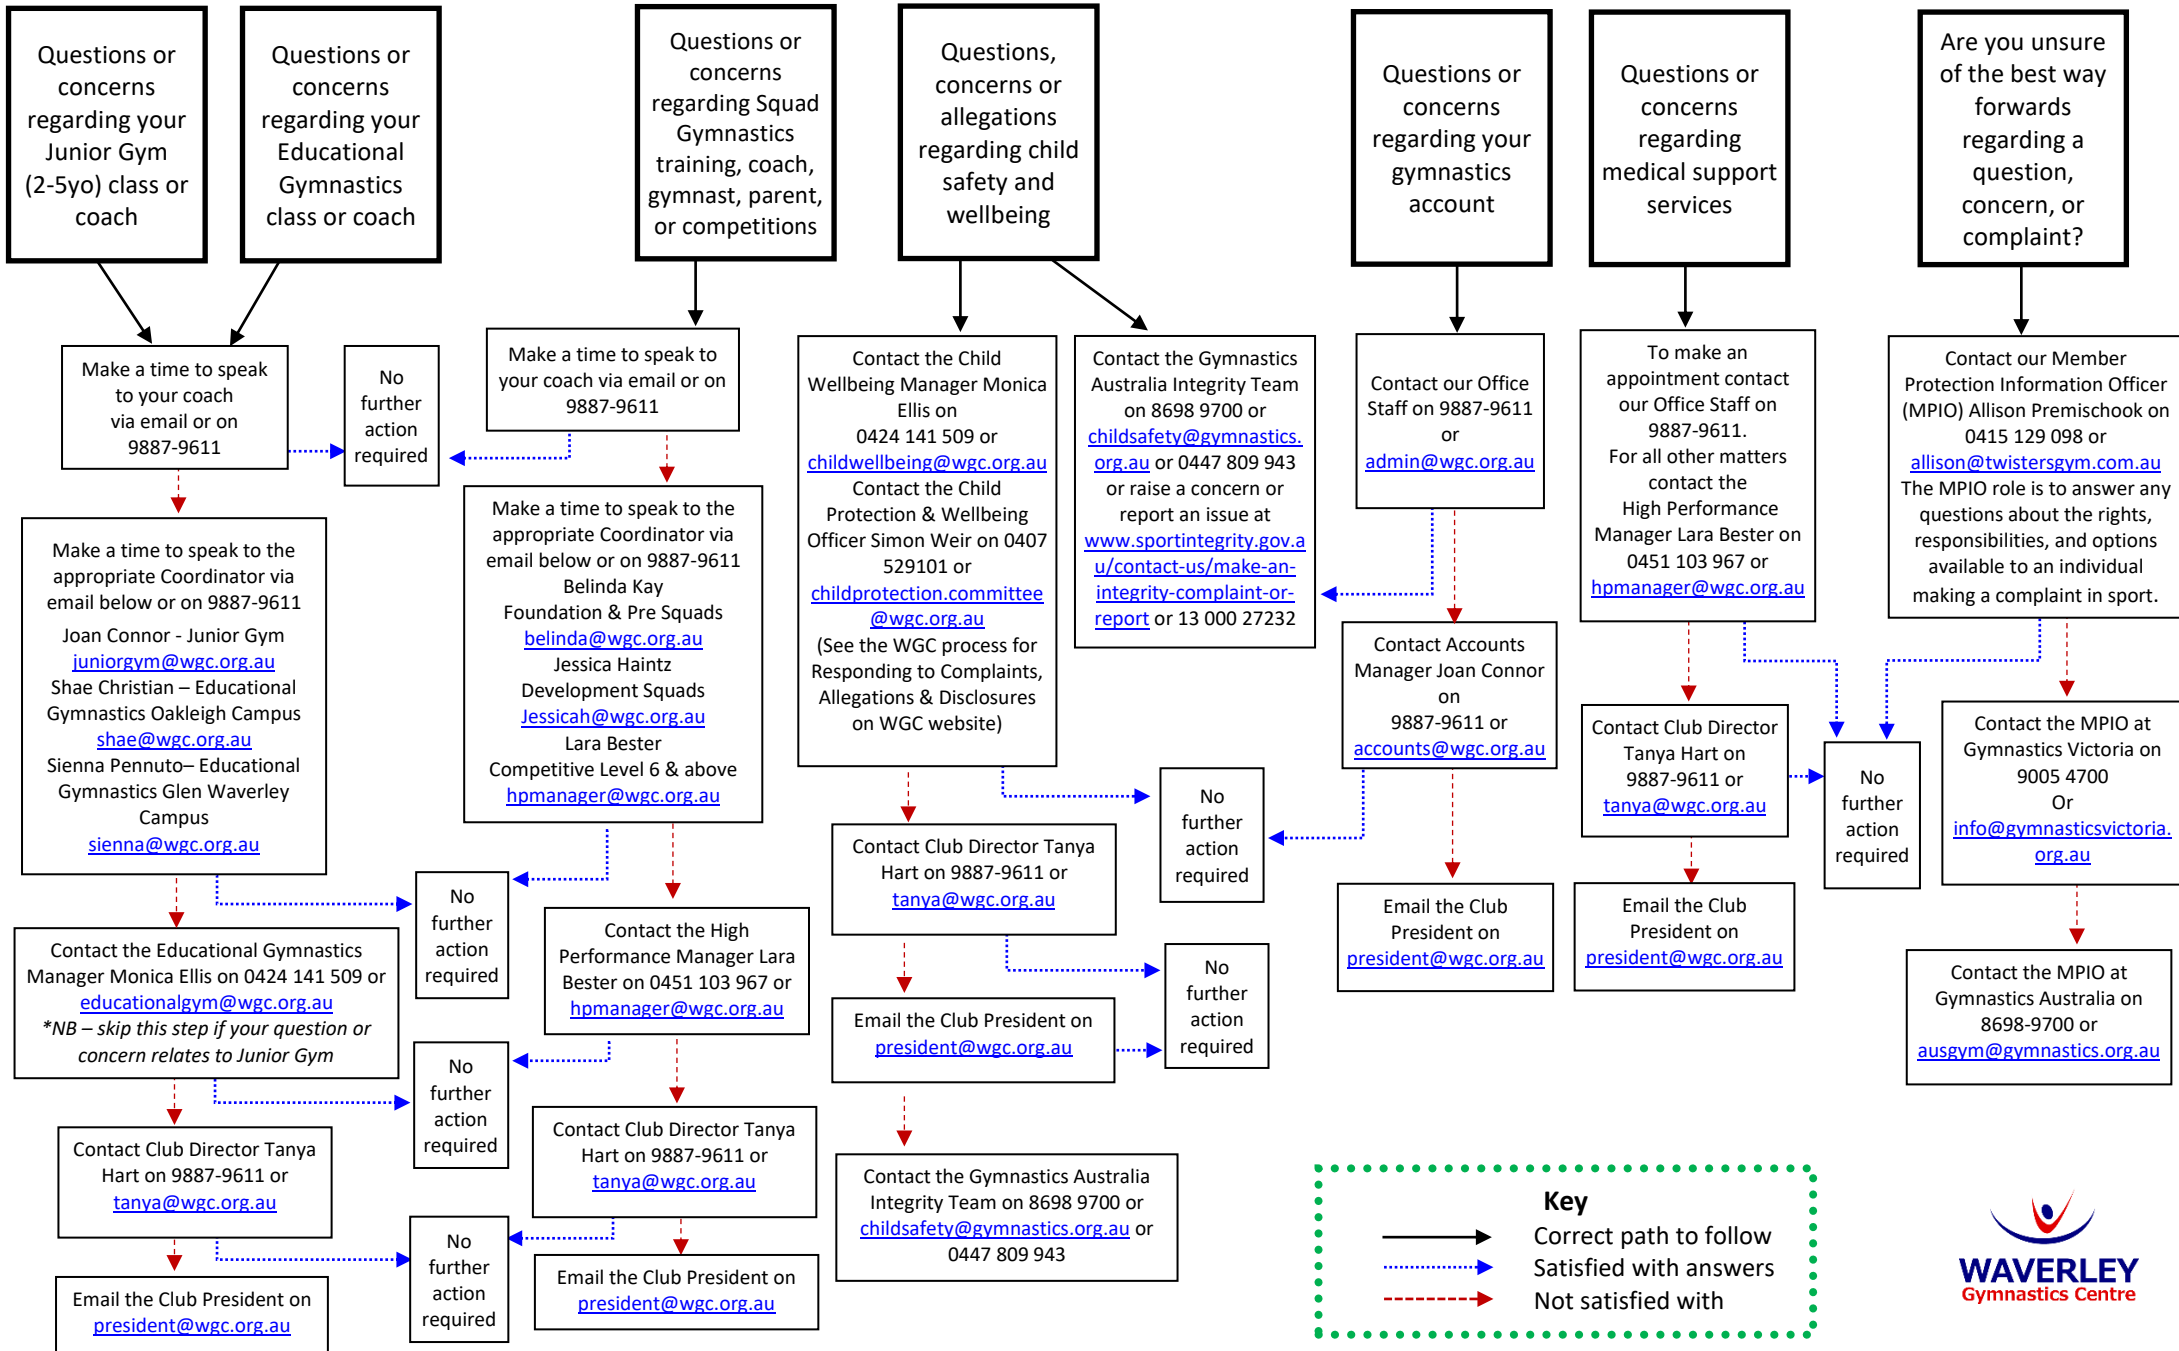 Questions or
concerns
regarding your
Junior Gym
(2-5yo) class or
coach
Questions or
concerns
regarding your
Educational
Gymnastics
class or coach
Questions or
concerns
regarding Squad
Gymnastics
training, coach,
gymnast, parent,
or competitions
Questions,
concerns or
allegations
regarding child
safety and
wellbeing
Questions or
concerns
regarding your
gymnastics
account
Questions or
concerns
regarding
medical support
services
Are you unsure
of the best way
forwards
regarding a
question,
concern, or
complaint?
Make a time to speak
to your coach
via email or on
9887-9611
No
further
action
required
Make a time to speak to
your coach via email or on
9887-9611
Contact the Child
Wellbeing Manager Monica
Ellis on
0424 141 509 or
childwellbeing@wgc.org.au
Contact the Child
Protection & Wellbeing
Officer Simon Weir on 0407
529101 or
childprotection.committee
@wgc.org.au
(See the WGC process for
Responding to Complaints,
Allegations & Disclosures
on WGC website)
Contact the Gymnastics
Australia Integrity Team
on 8698 9700 or
childsafety@gymnastics.
org.au or 0447 809 943
or raise a concern or
report an issue at
www.sportintegrity.gov.a
u/contact-us/make-an-
integrity-complaint-or-
report or 13 000 27232
Contact our Office
Staff on 9887-9611
or
admin@wgc.org.au
To make an
appointment contact
our Office Staff on
9887-9611.
For all other matters
contact the
High Performance
Manager Lara Bester on
0451 103 967 or
hpmanager@wgc.org.au
Contact our Member
Protection Information Officer
(MPIO) Allison Premischook on
0415 129 098 or
allison@twistersgym.com.au
The MPIO role is to answer any
questions about the rights,
responsibilities, and options
available to an individual
making a complaint in sport.
Make a time to speak to the
appropriate Coordinator via
email below or on 9887-9611
Joan Connor - Junior Gym
juniorgym@wgc.org.au
Shae Christian – Educational
Gymnastics Oakleigh Campus
shae@wgc.org.au
Sienna Pennuto– Educational
Gymnastics Glen Waverley
Campus
sienna@wgc.org.au
Make a time to speak to the
appropriate Coordinator via
email below or on 9887-9611
Belinda Kay
Foundation & Pre Squads
belinda@wgc.org.au
Jessica Haintz
Development Squads
Jessicah@wgc.org.au
Lara Bester
Competitive Level 6 & above
hpmanager@wgc.org.au
Contact Accounts
Manager Joan Connor
on
9887-9611 or
accounts@wgc.org.au
Contact Club Director
Tanya Hart on
9887-9611 or
tanya@wgc.org.au
No
further
action
required
Contact the MPIO at
Gymnastics Victoria on
9005 4700
Or
info@gymnasticsvictoria.
org.au
No
further
action
required
Contact Club Director Tanya
Hart on 9887-9611 or
tanya@wgc.org.au
No
further
action
required
Contact the Educational Gymnastics
Manager Monica Ellis on 0424 141 509 or
educationalgym@wgc.org.au
*NB – skip this step if your question or
concern relates to Junior Gym
Contact the High
Performance Manager Lara
Bester on 0451 103 967 or
hpmanager@wgc.org.au
Email the Club
President on
president@wgc.org.au
Email the Club
President on
president@wgc.org.au
No
further
action
required
Email the Club President on
president@wgc.org.au
Contact the MPIO at
Gymnastics Australia on
8698-9700 or
ausgym@gymnastics.org.au
No
further
action
required
Contact Club Director Tanya
Hart on 9887-9611 or
tanya@wgc.org.au
Contact Club Director Tanya
Hart on 9887-9611 or
tanya@wgc.org.au
Contact the Gymnastics Australia
Integrity Team on 8698 9700 or
childsafety@gymnastics.org.au or
0447 809 943
No
further
action
required
Email the Club President on
president@wgc.org.au
Email the Club President on
president@wgc.org.au
Key
Correct path to follow
Satisfied with answers
Not satisfied with
WAVERLEY
Gymnastics Centre